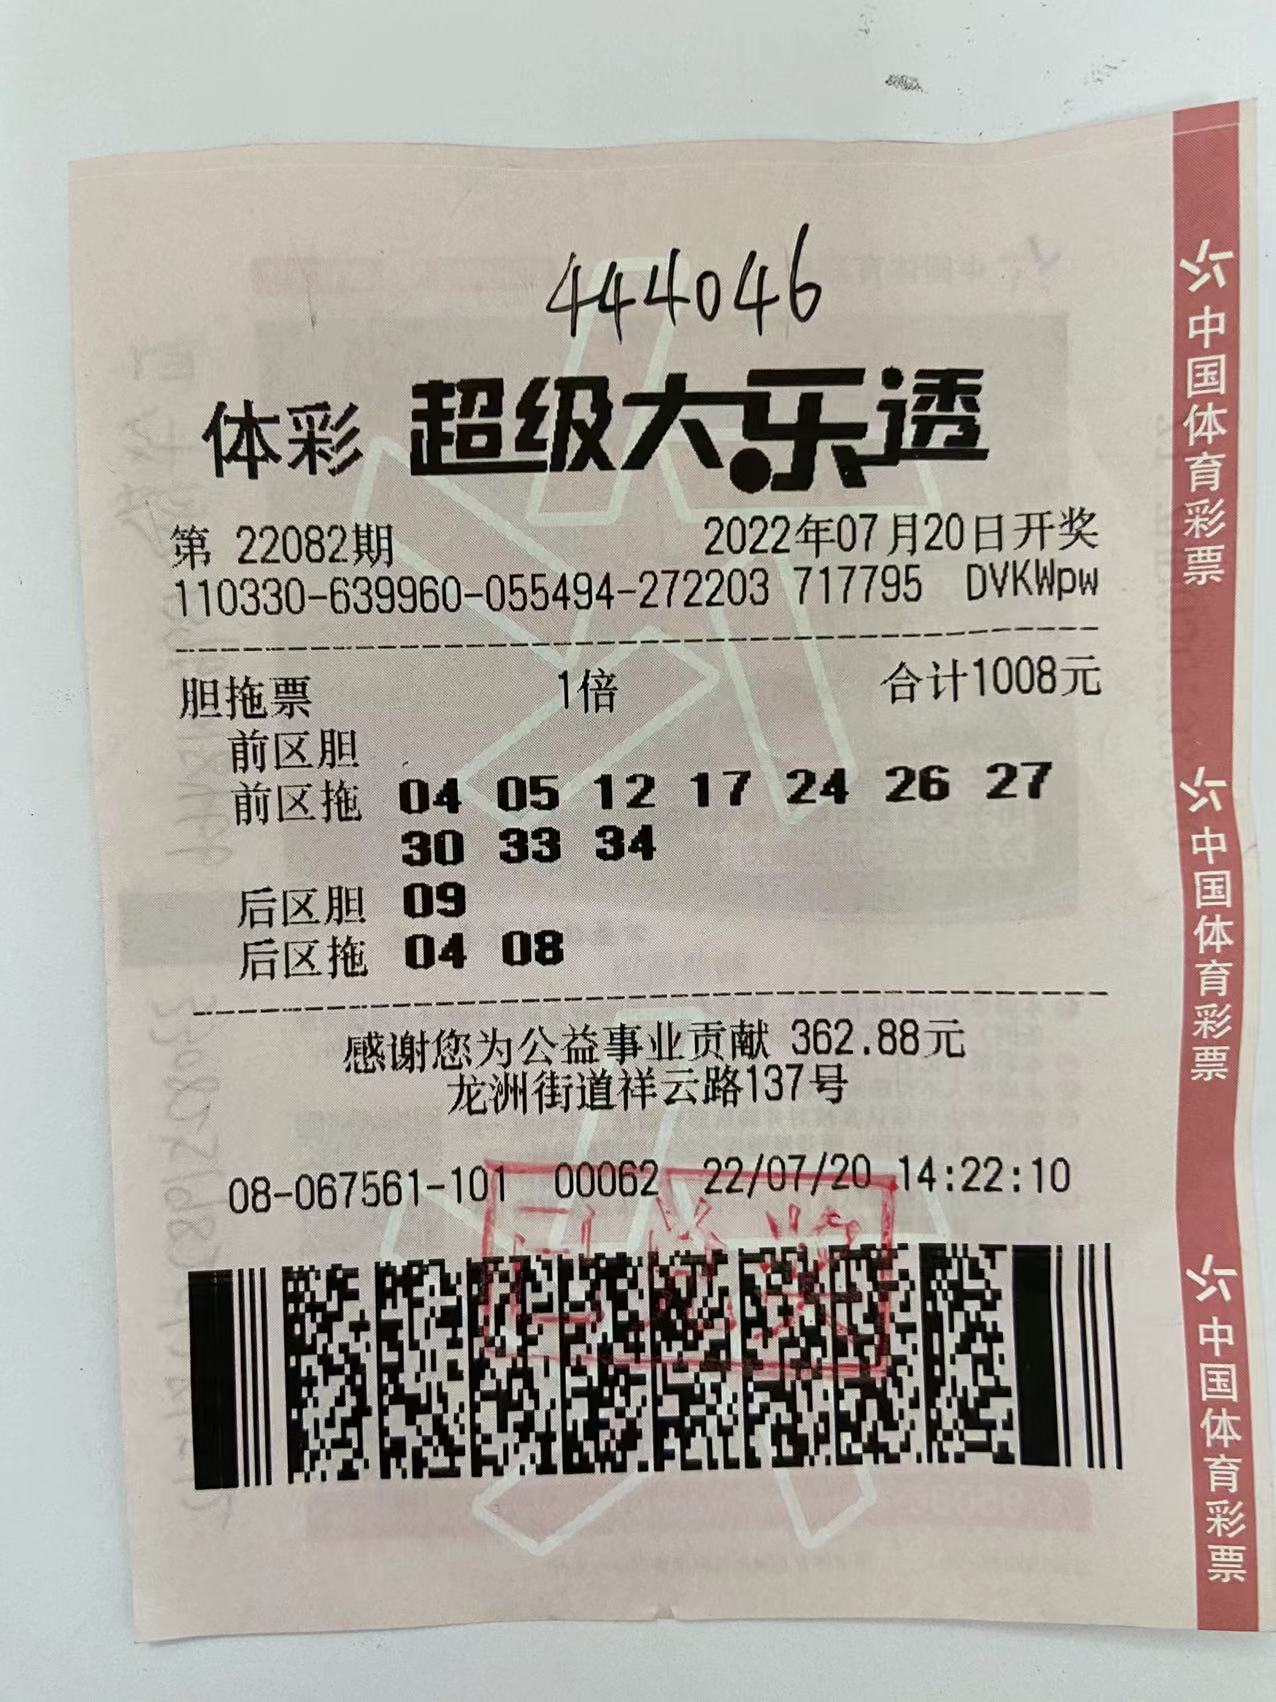 444046
体彩 超级大乐透
第 22082期 2022年07月20日开奖
110330-639960-055494-272203 717795 DVKWpw
胆拖票 1倍 合计1008元
前区胆
前区拖 04 05 12 17 24 26 27
30 33 34
后区胆 09
后区拖 04 08
感谢您为公益事业贡献 362.88元
龙洲街道祥云路137号
08-067561-101 00062 22/07/20 14:22:10
已兑奖
中国体育彩票
中国体育彩票
中国体育彩票